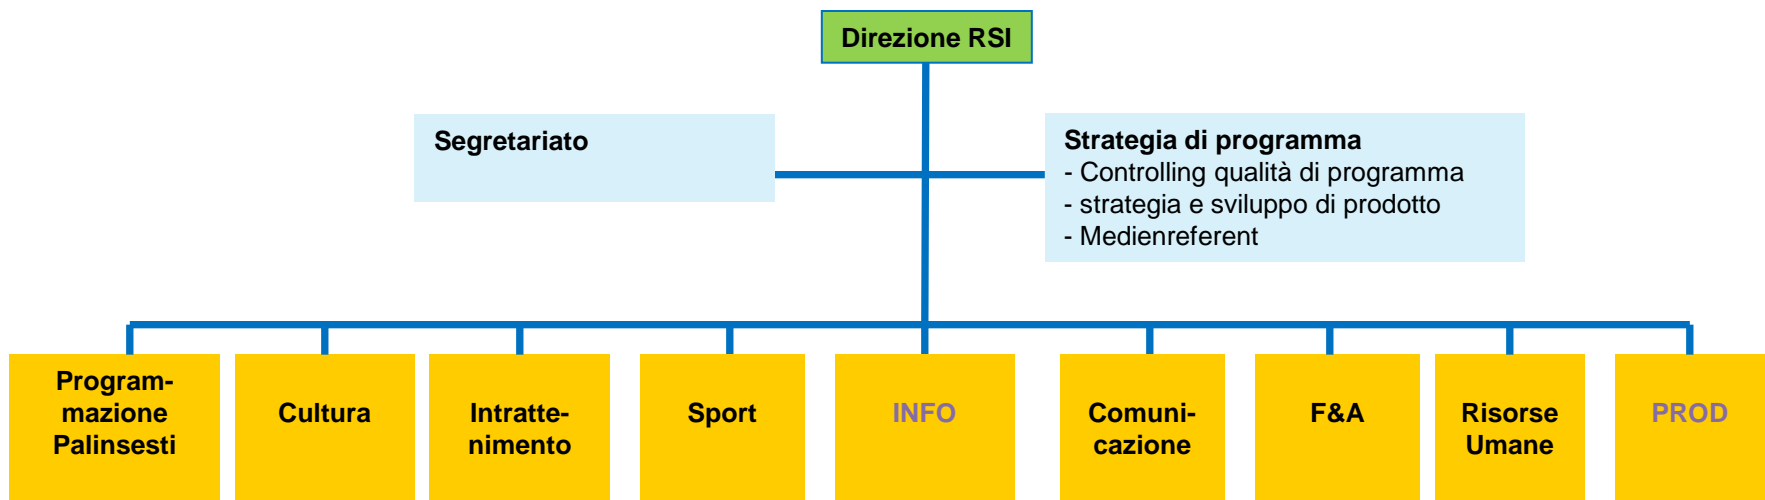 Direzione RSI
Segretariato
Strategia di programma
- Controlling qualità di programma
- strategia e sviluppo di prodotto
- Medienreferent
Program-
mazione
Palinsesti
Cultura
Intratte-
nimento
Sport
INFO
Comuni-
cazione
F&A
Risorse
Umane
PROD